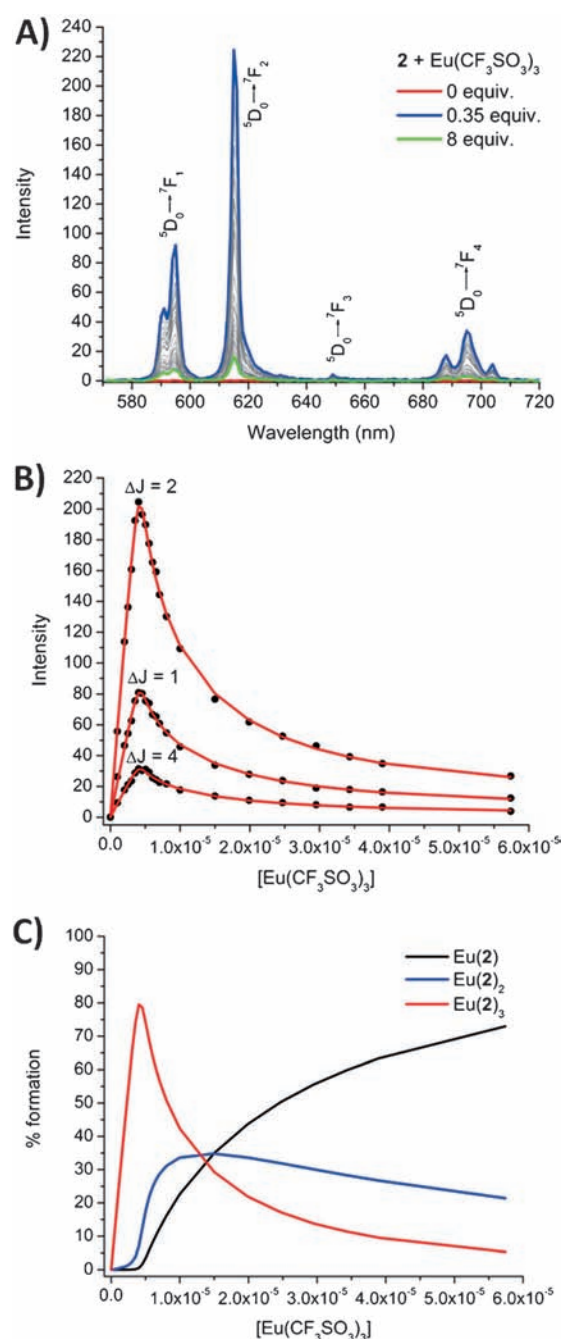 A)
240
220
200
180
160
140
120
100
80
60
40
20
0
Intensity
⁵D₀→⁷F₁
⁵D₀→⁷F₂
⁵D₀→⁷F₃
⁵D₀→⁷F₄
2 + Eu(CF₃SO₃)₃
0 equiv.
0.35 equiv.
8 equiv.
580 600 620 640 660 680 700 720
Wavelength (nm)
B)
220
200
180
160
140
120
100
80
60
40
20
0
Intensity
ΔJ = 2
ΔJ = 1
ΔJ = 4
0.0 1.0x10⁻⁵ 2.0x10⁻⁵ 3.0x10⁻⁵ 4.0x10⁻⁵ 5.0x10⁻⁵ 6.0x10⁻⁵
[Eu(CF₃SO₃)₃]
C)
100
90
80
70
60
50
40
30
20
10
0
% formation
Eu(2)
Eu(2)₂
Eu(2)₃
0.0 1.0x10⁻⁵ 2.0x10⁻⁵ 3.0x10⁻⁵ 4.0x10⁻⁵ 5.0x10⁻⁵ 6.0x10⁻⁵
[Eu(CF₃SO₃)₃]